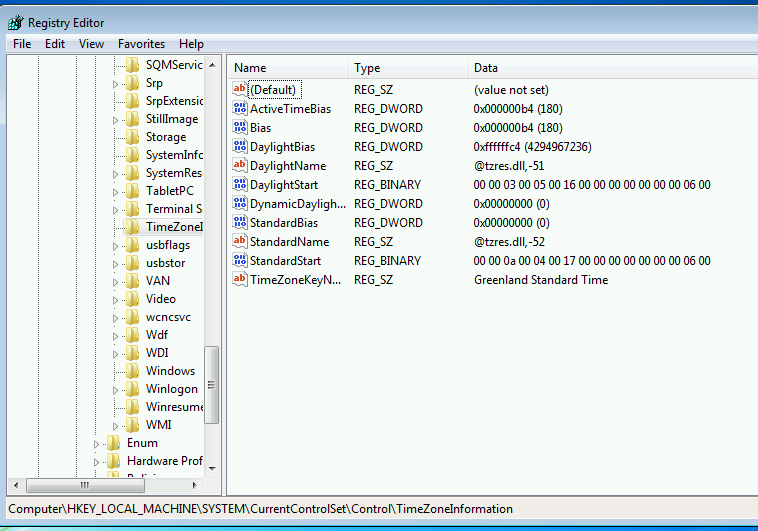 Registry Editor
File Edit View Favorites Help
SQMServic
Srp
SrpExtensic
StillImage
Storage
SystemInfc
SystemRes
TabletPC
Terminal S
TimeZoneI
usbflags
usbstor
VAN
Video
wcncsvc
Wdf
WDI
Windows
Winlogon
Winresume
WMI
Enum
Hardware Prof
Name Type Data
ab (Default) REG_SZ (value not set)
ActiveTimeBias REG_DWORD 0x000000b4 (180)
Bias REG_DWORD 0x000000b4 (180)
DaylightBias REG_DWORD 0xffffffc4 (4294967236)
ab DaylightName REG_SZ @tzres.dll,-51
DaylightStart REG_BINARY 00 00 03 00 05 00 16 00 00 00 00 00 00 00 06 00
DynamicDayligh... REG_DWORD 0x00000000 (0)
StandardBias REG_DWORD 0x00000000 (0)
ab StandardName REG_SZ @tzres.dll,-52
StandardStart REG_BINARY 00 00 0a 00 04 00 17 00 00 00 00 00 00 00 06 00
ab TimeZoneKeyN... REG_SZ Greenland Standard Time
Computer\HKEY_LOCAL_MACHINE\SYSTEM\CurrentControlSet\Control\TimeZoneInformation